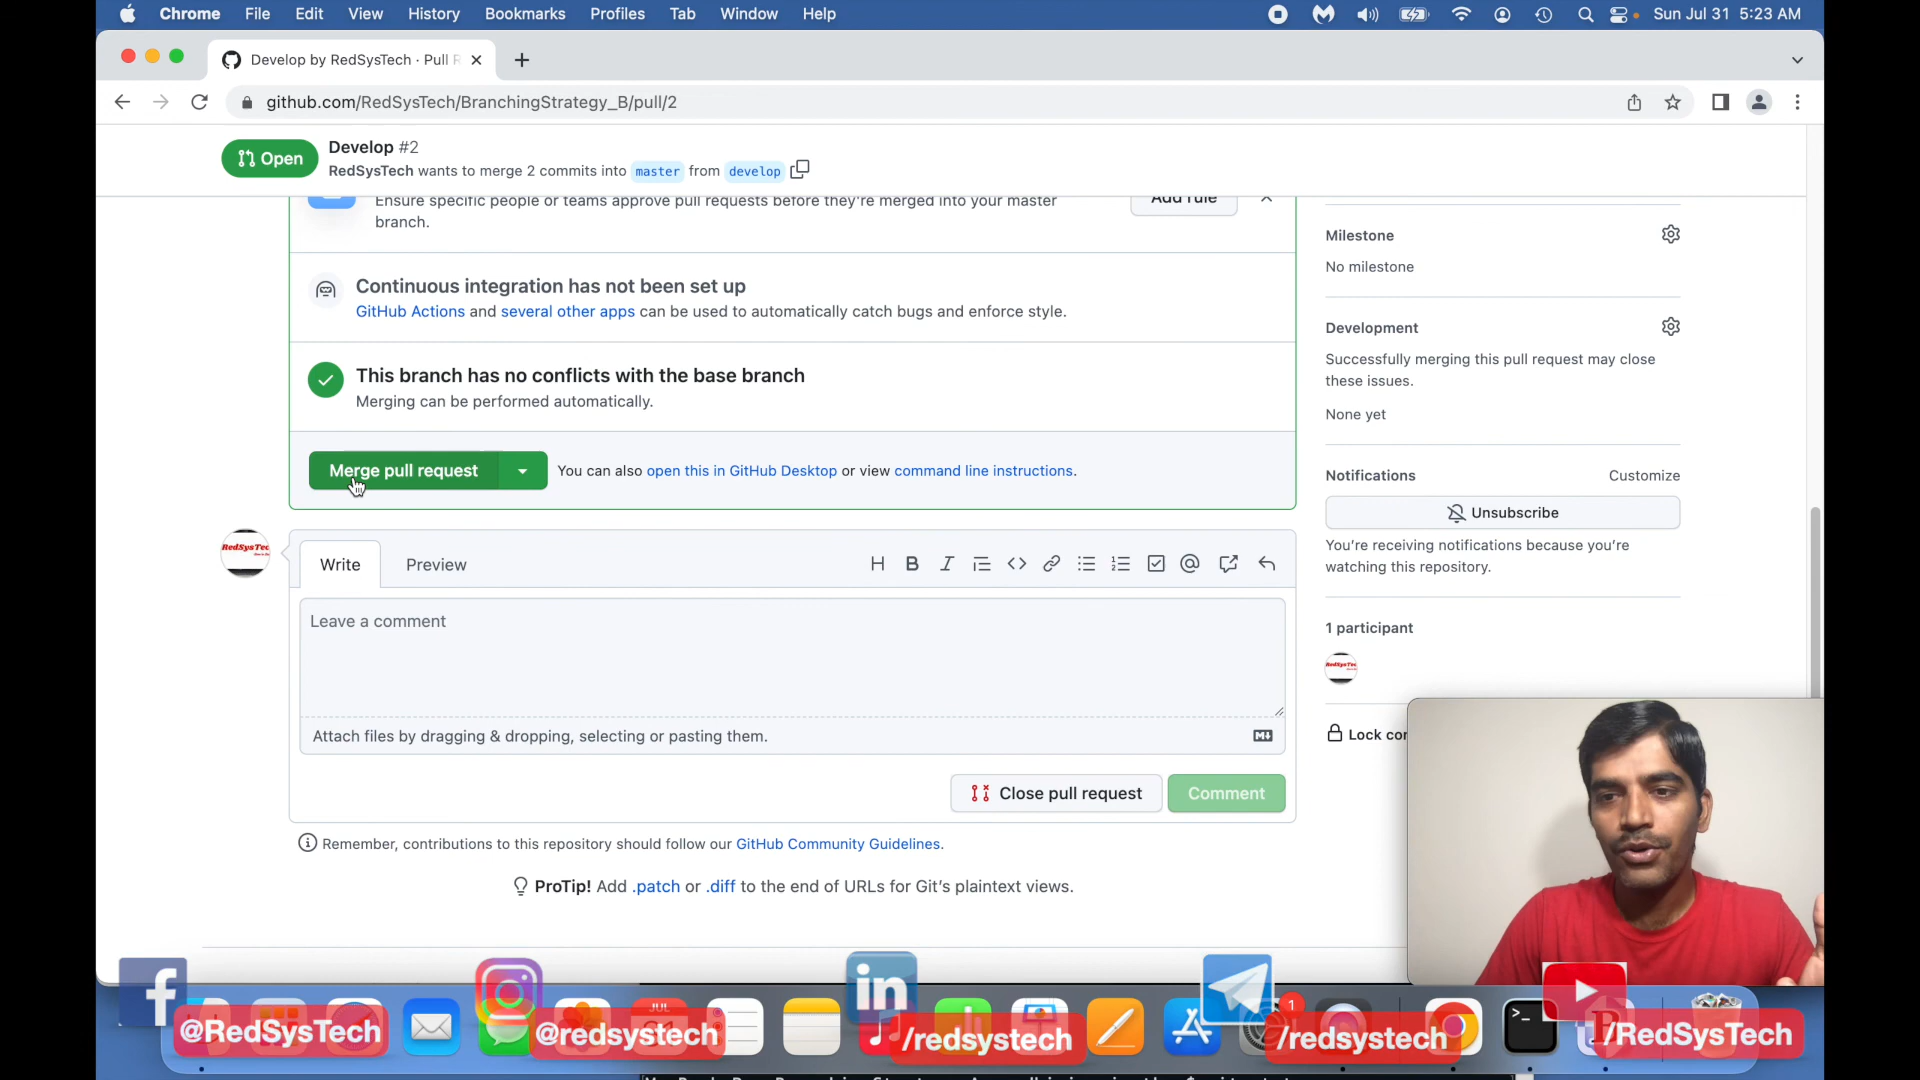 Chrome File Edit View History Bookmarks Profiles Tab Window Help Sun Jul 31 5:23 AM
Develop by RedSysTech · Pull R
github.com/RedSysTech/BranchingStrategy_B/pull/2
Open
Develop #2
RedSysTech wants to merge 2 commits into master from develop
Ensure specific people or teams approve pull requests before they're merged into your master
branch.
Add rule
Continuous integration has not been set up
GitHub Actions and several other apps can be used to automatically catch bugs and enforce style.
This branch has no conflicts with the base branch
Merging can be performed automatically.
Merge pull request
You can also open this in GitHub Desktop or view command line instructions.
Write Preview
Leave a comment
Attach files by dragging & dropping, selecting or pasting them.
Close pull request Comment
Remember, contributions to this repository should follow our GitHub Community Guidelines.
ProTip! Add .patch or .diff to the end of URLs for Git's plaintext views.
Milestone
No milestone
Development
Successfully merging this pull request may close
these issues.
None yet
Notifications Customize
Unsubscribe
You're receiving notifications because you're
watching this repository.
1 participant
Lock
JUL
1
@RedSysTech
@redsystech
/redsystech
/redsystech
/RedSysTech